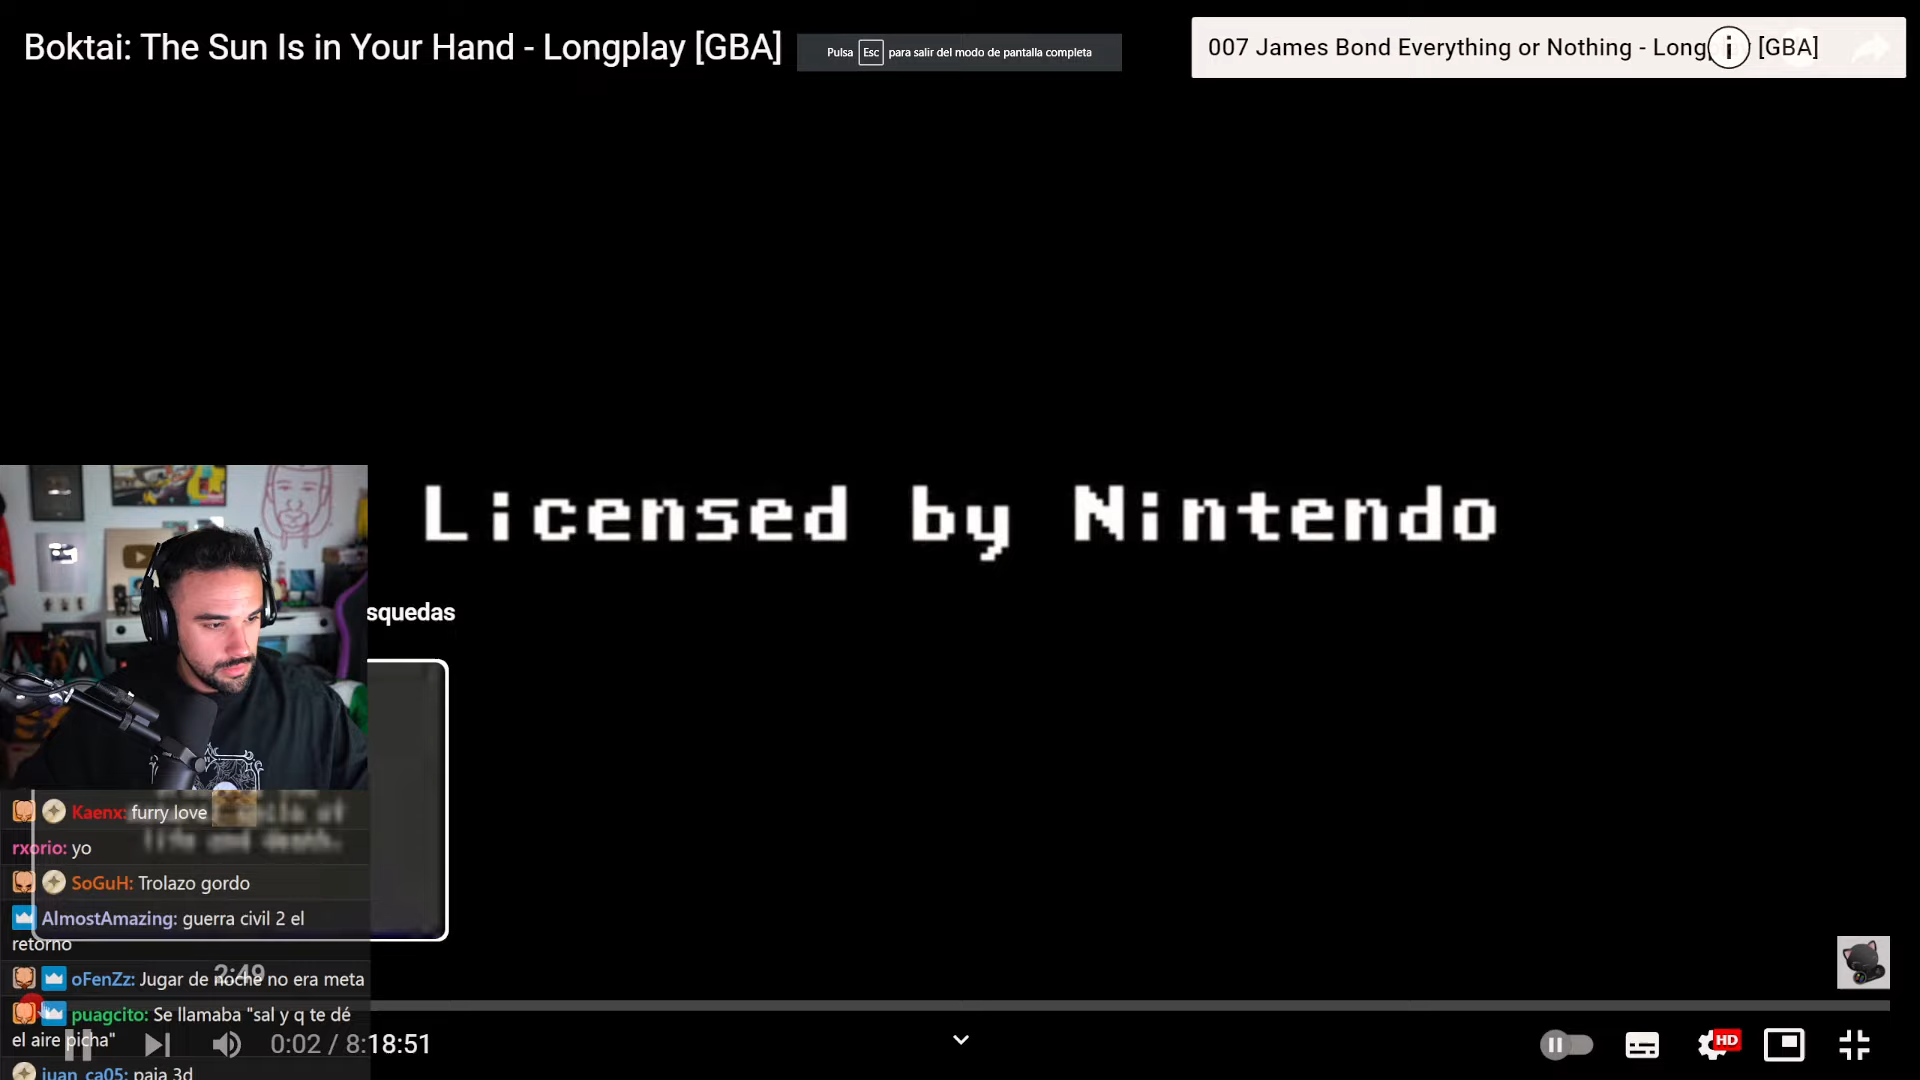 Boktai: The Sun Is in Your Hand - Longplay [GBA]
Pulsa Esc para salir del modo de pantalla completa
007 James Bond Everything or Nothing - Long [GBA]
Licensed by Nintendo
squedas
Kaenx: furry love
life and death.
rxorio: yo
SoGuH: Trolazo gordo
AlmostAmazing: guerra civil 2 el
retorno
2:49
oFenZz: Jugar de noche no era meta
puagcito: Se llamaba "sal y q te dé
el aire picha"
0:02 / 8:18:51
HD
juan_ca05: paja 3d